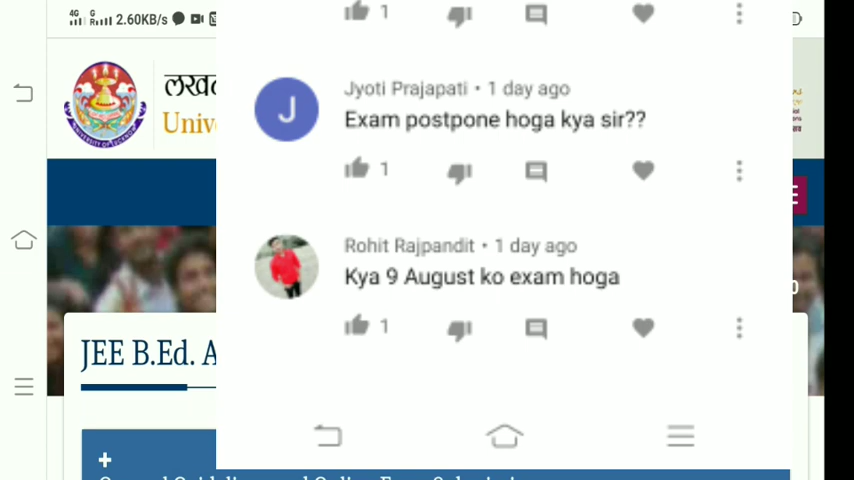 4G
G
2.60KB/s
1
लखन
Unive
Jyoti Prajapati • 1 day ago
J
Exam postpone hoga kya sir??
1
Rohit Rajpandit • 1 day ago
Kya 9 August ko exam hoga
1
JEE B.Ed. A
+